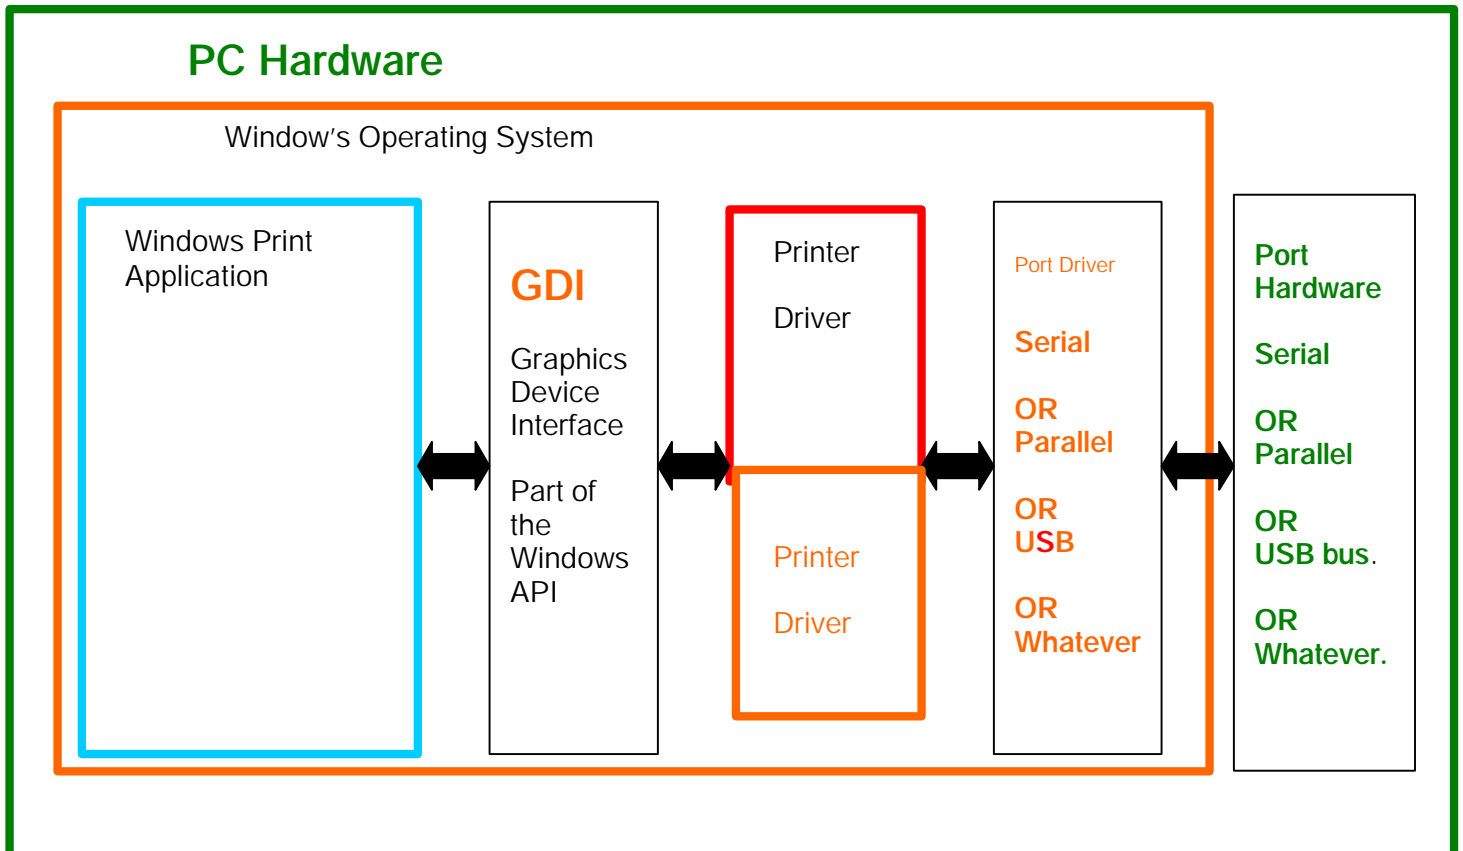 PC Hardware
Window’s Operating System
Windows Print
Application
GDI
Graphics
Device
Interface
Part of
the
Windows
API
Printer
Driver
Printer
Driver
Port Driver
Serial
OR
Parallel
OR
USB
OR
Whatever
Port
Hardware
Serial
OR
Parallel
OR
USB bus.
OR
Whatever.